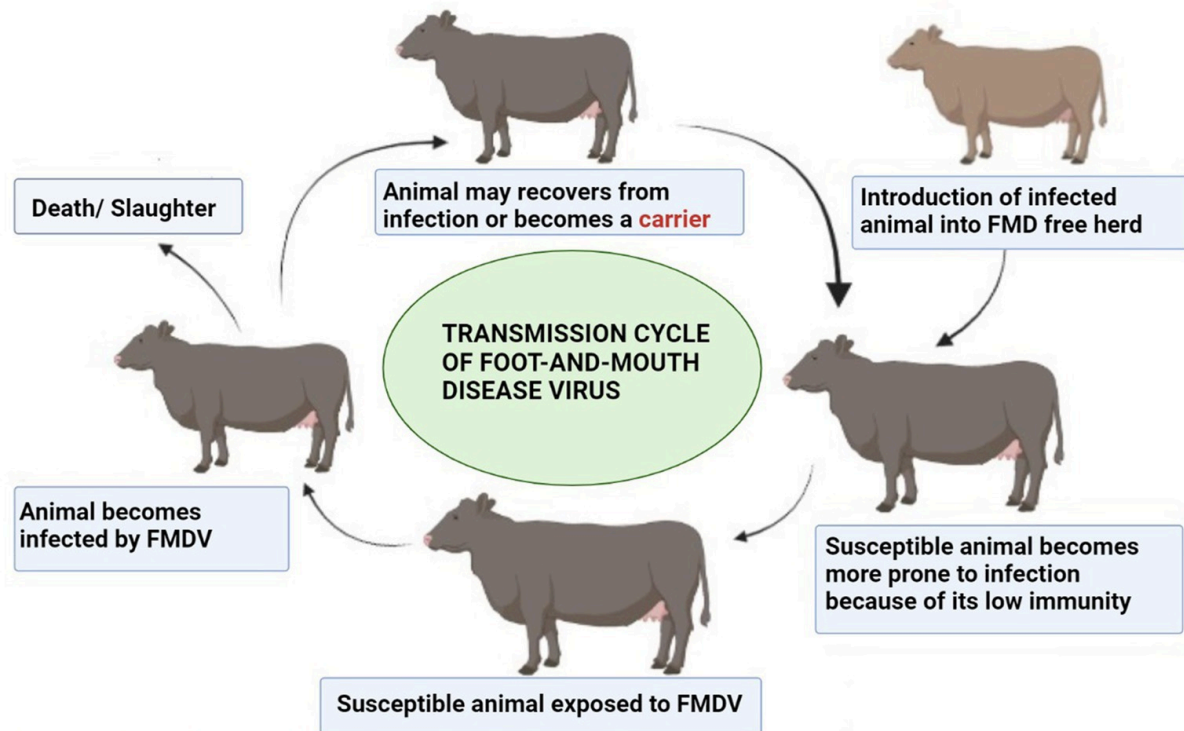 Animal may recovers from
infection or becomes a carrier
Introduction of infected
animal into FMD free herd
Death/ Slaughter
TRANSMISSION CYCLE
OF FOOT-AND-MOUTH
DISEASE VIRUS
Animal becomes
infected by FMDV
Susceptible animal becomes
more prone to infection
because of its low immunity
Susceptible animal exposed to FMDV